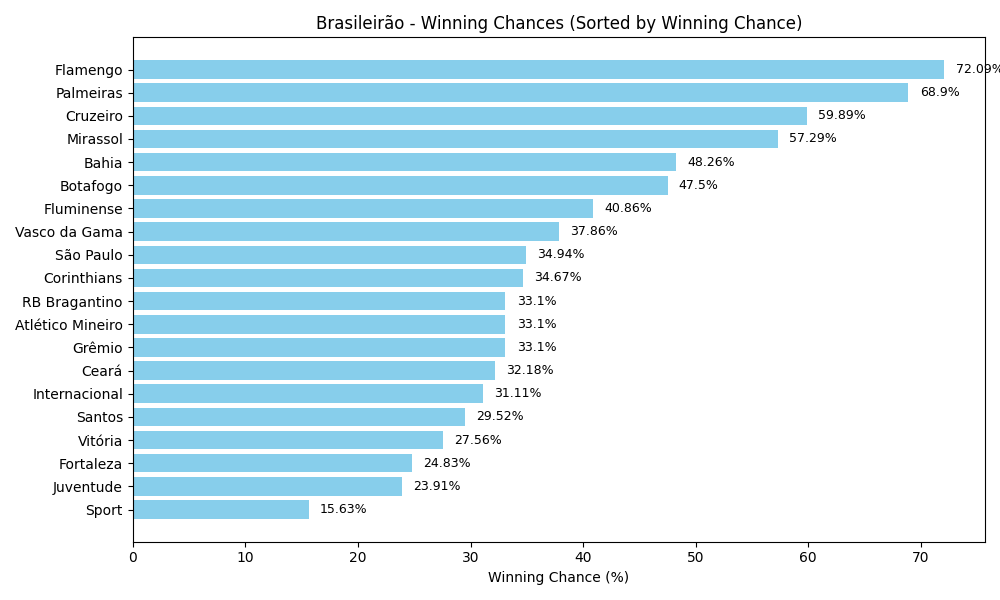 Brasileirão - Winning Chances (Sorted by Winning Chance)
Flamengo 72.09%
Palmeiras 68.9%
Cruzeiro 59.89%
Mirassol 57.29%
Bahia 48.26%
Botafogo 47.5%
Fluminense 40.86%
Vasco da Gama 37.86%
São Paulo 34.94%
Corinthians 34.67%
RB Bragantino 33.1%
Atlético Mineiro 33.1%
Grêmio 33.1%
Ceará 32.18%
Internacional 31.11%
Santos 29.52%
Vitória 27.56%
Fortaleza 24.83%
Juventude 23.91%
Sport 15.63%
0 10 20 30 40 50 60 70
Winning Chance (%)